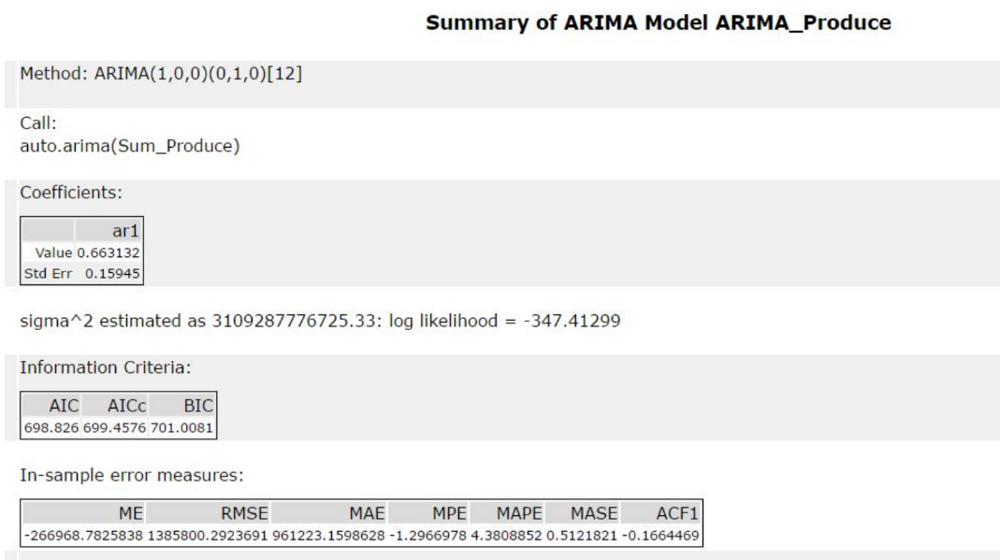 Summary of ARIMA Model ARIMA_Produce
Method: ARIMA(1,0,0)(0,1,0)[12]
Call:
auto.arima(Sum_Produce)
Coefficients:
ar1
Value 0.663132
Std Err 0.15945
sigma^2 estimated as 3109287776725.33: log likelihood = -347.41299
Information Criteria:
AIC AICc BIC
698.826 699.4576 701.0081
In-sample error measures:
ME RMSE MAE MPE MAPE MASE ACF1
-266968.7825838 1385800.2923691 961223.1598628 -1.2966978 4.3808852 0.5121821 -0.1664469